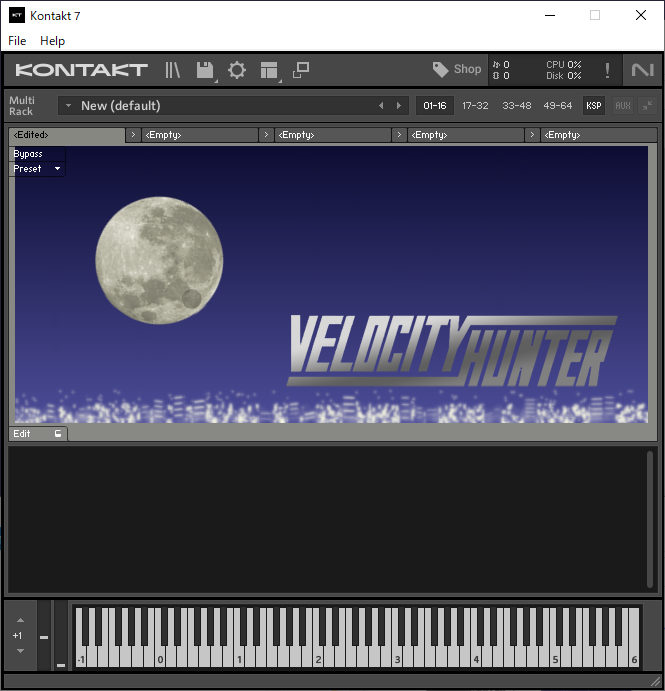 KT Kontakt 7
File Help
KONTAKT Shop 0 CPU 0% !
0 Disk 0%
Multi
Rack
New (default) 01-16 17-32 33-48 49-64 KSP AUX
<Edited> > <Empty> > <Empty> > <Empty> > <Empty>
Bypass
Preset
VELOCITY
HUNTER
Edit
+1
-1 0 1 2 3 4 5 6